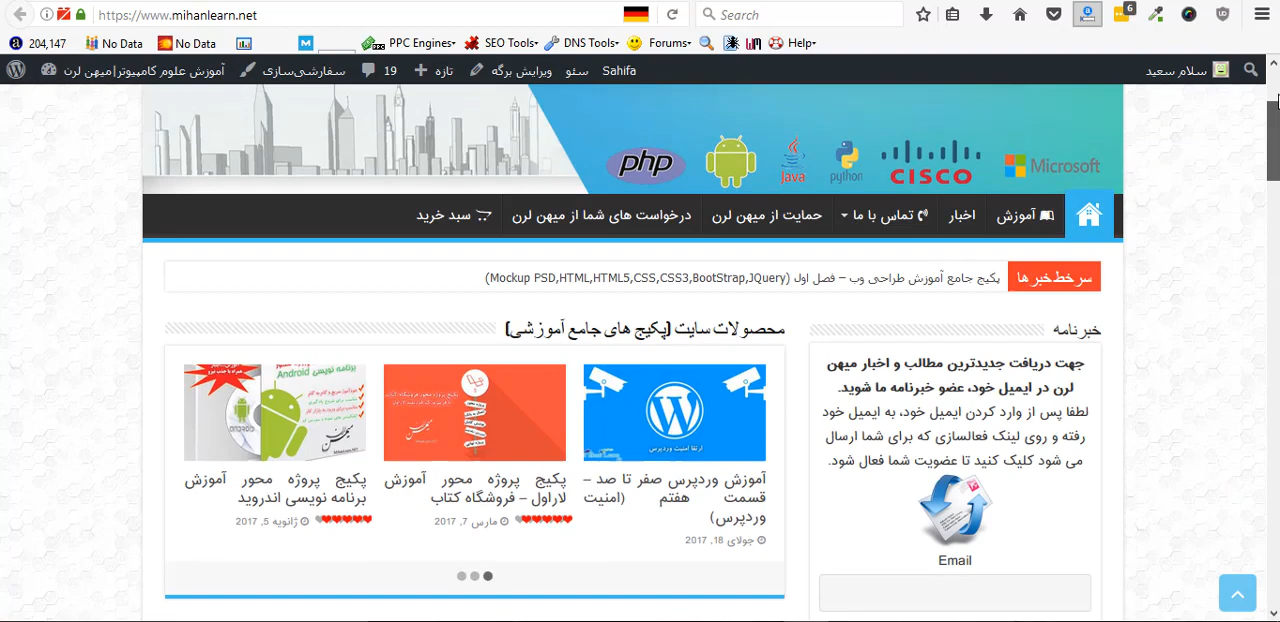 https://www.mihanlearn.net
Search
6
204,147
No Data
No Data
PPC Engines
SEO Tools
DNS Tools
Forums
Help
آموزش علوم کامپیوتر|میهن لرن
سفارشی‌سازی
19
تازه
ویرایش برگه
سئو
Sahifa
سلام سعید
php
Java
python
CISCO
Microsoft
آموزش
اخبار
تماس با ما
حمایت از میهن لرن
درخواست های شما از میهن لرن
سبد خرید
سرخط‌خبرها
پکیج جامع آموزش طراحی وب – فصل اول (Mockup PSD,HTML,HTML5,CSS,CSS3,BootStrap,JQuery)
خبرنامه
جهت دریافت جدیدترین مطالب و اخبار میهن
لرن در ایمیل خود، عضو خبرنامه ما شوید.
لطفا پس از وارد کردن ایمیل خود، به ایمیل خود
رفته و روی لینک فعالسازی که برای شما ارسال
می شود کلیک کنید تا عضویت شما فعال شود.
Email
محصولات سایت (پکیج های جامع آموزشی)
ارتقا امنیت وردپرس
آموزش وردپرس صفر تا صد –
قسمت هفتم (امنیت
وردپرس)
جولای 18, 2017
پکیج پروژه محور آموزش
لاراول – فروشگاه کتاب
مارس 7, 2017
برنامه نویسی Android
پکیج پروژه محور آموزش
برنامه نویسی اندروید
ژانویه 5, 2017